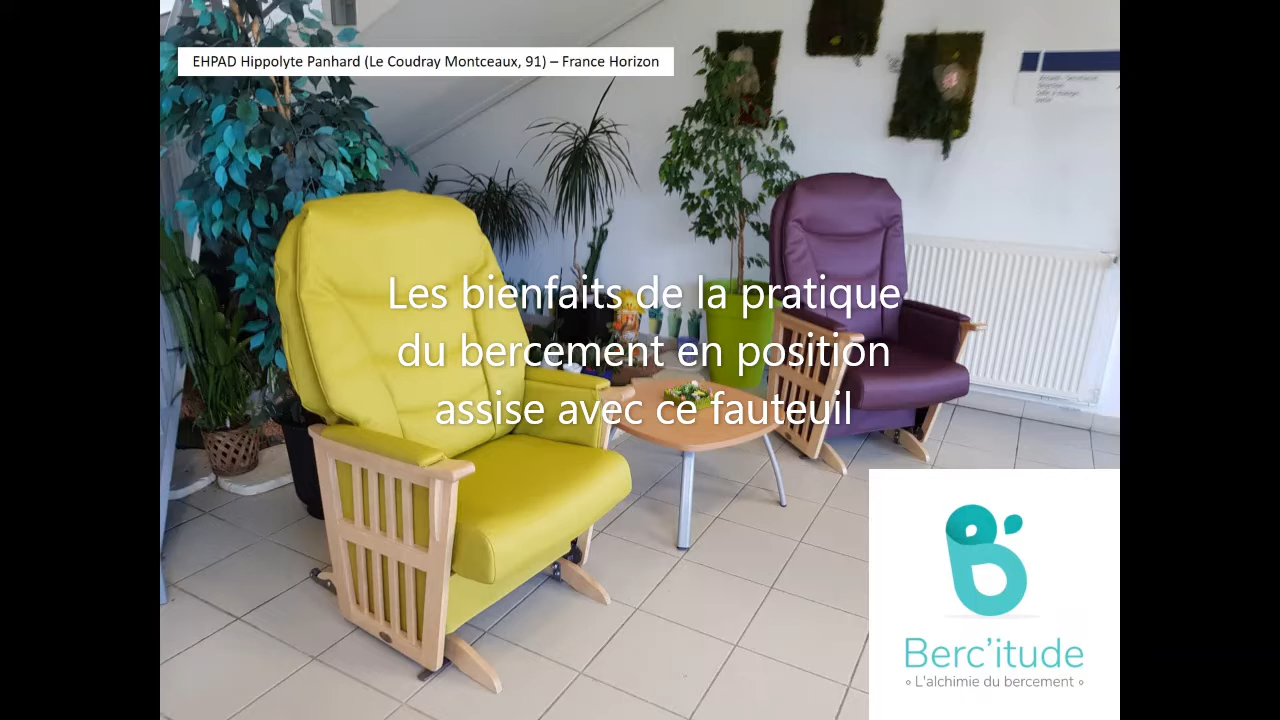 EHPAD Hippolyte Panhard (Le Coudray Montceaux, 91) – France Horizon
Les bienfaits de la pratique
du bercement en position
assise avec ce fauteuil
Berc'itude
° L'alchimie du bercement °